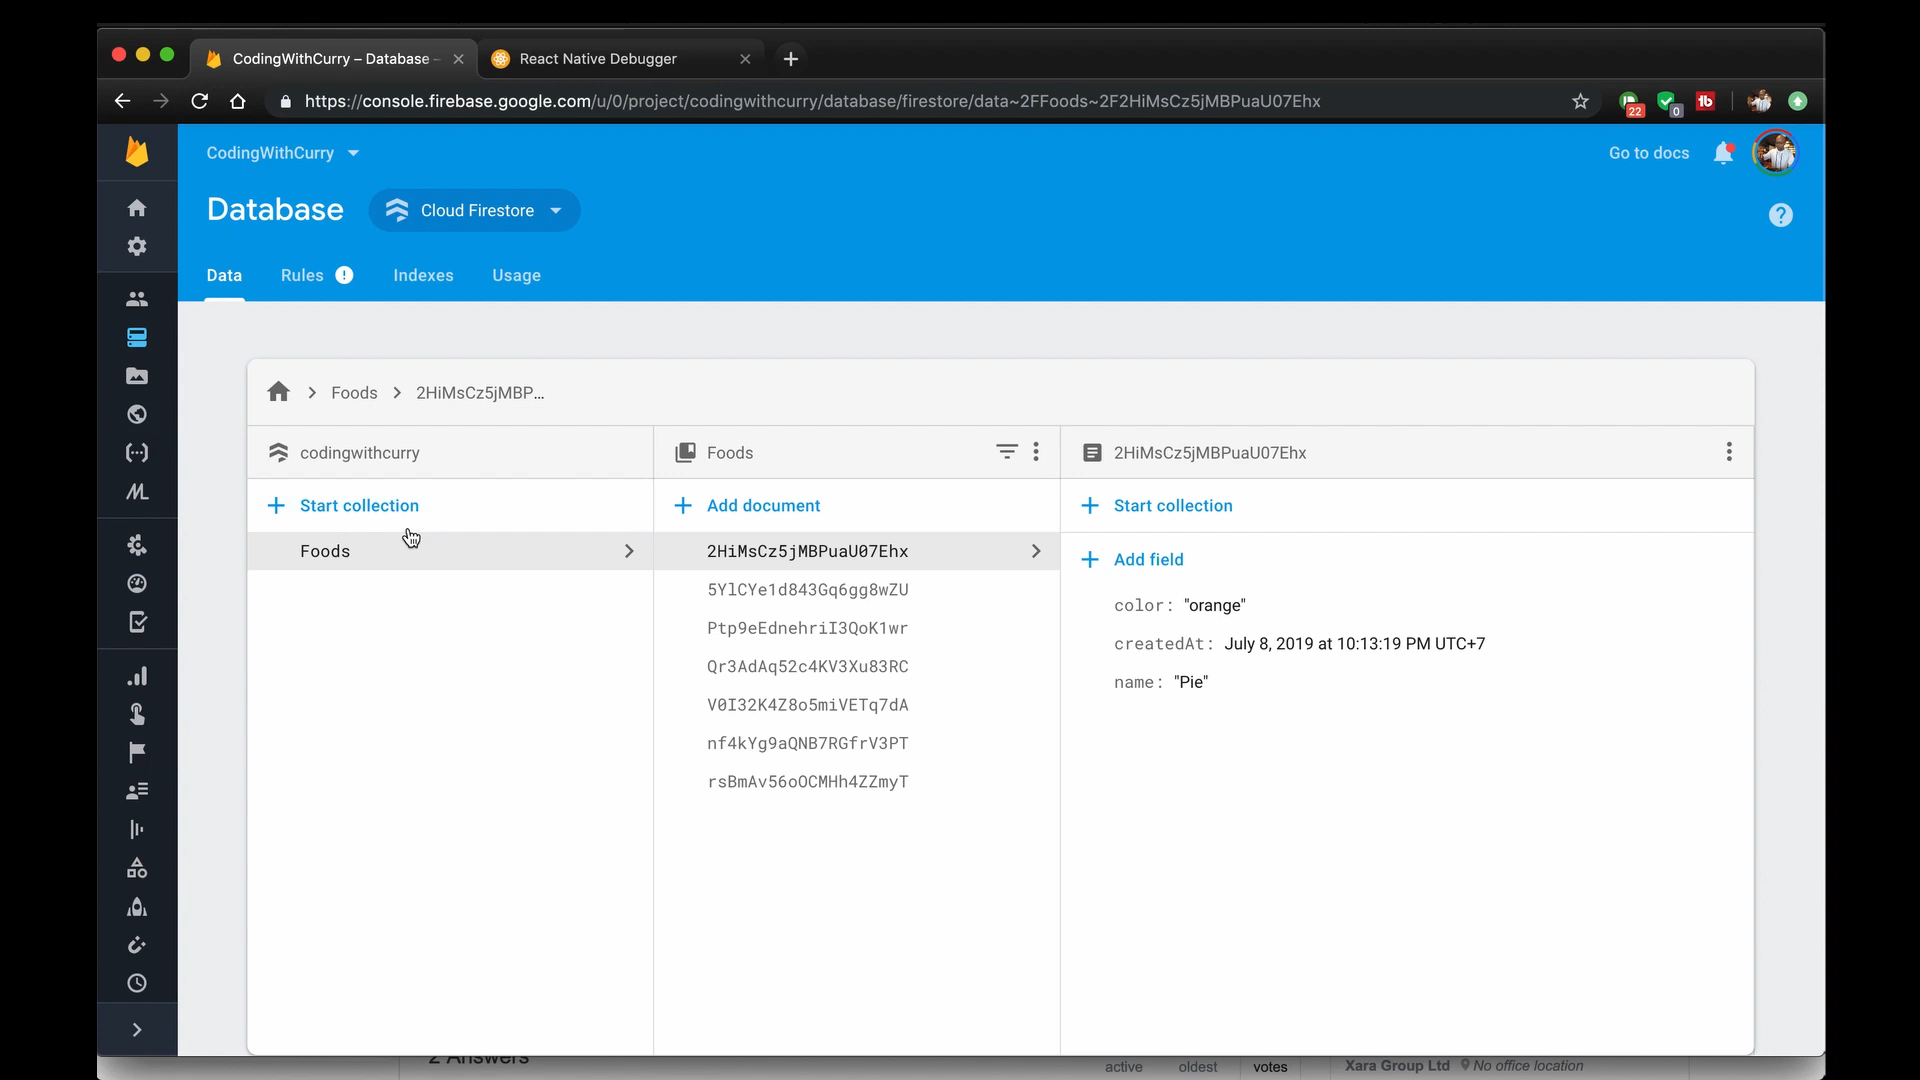 CodingWithCurry – Database –
React Native Debugger
https://console.firebase.google.com/u/0/project/codingwithcurry/database/firestore/data~2FFoods~2F2HiMsCz5jMBPuaU07Ehx
22
0
tb
CodingWithCurry
Go to docs
Database
Cloud Firestore
Data
Rules
Indexes
Usage
Foods
2HiMsCz5jMBP...
codingwithcurry
Foods
2HiMsCz5jMBPuaU07Ehx
Start collection
Add document
Start collection
Foods
2HiMsCz5jMBPuaU07Ehx
Add field
5YlCYe1d843Gq6gg8wZU
color: "orange"
Ptp9eEdnehriI3QoK1wr
createdAt: July 8, 2019 at 10:13:19 PM UTC+7
Qr3AdAq52c4KV3Xu83RC
name: "Pie"
V0I32K4Z8o5miVETq7dA
nf4kYg9aQNB7RGfrV3PT
rsBmAv56oOCMHh4ZZmyT
ML
2 Answers
active
oldest
votes
Xara Group Ltd
No office location